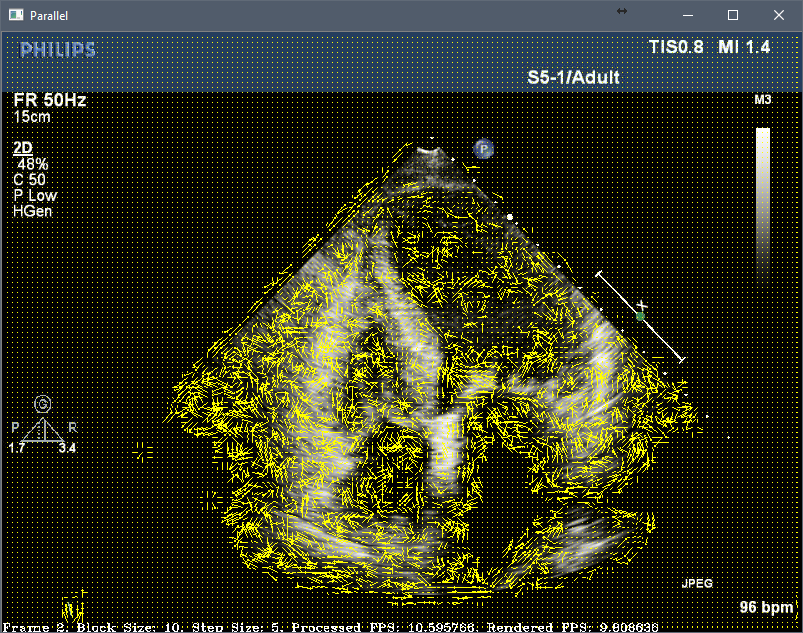 Parallel
PHILIPS
TIS0.8 MI 1.4
S5-1/Adult
FR 50Hz
15cm
M3
P
2D
48%
C 50
P Low
HGen
X
G
P R
1.7 3.4
JPEG
96 bpm
Frame 2, Block Size: 10, Step Size: 5, Processed FPS: 10.595766, Rendered FPS: 9.808636